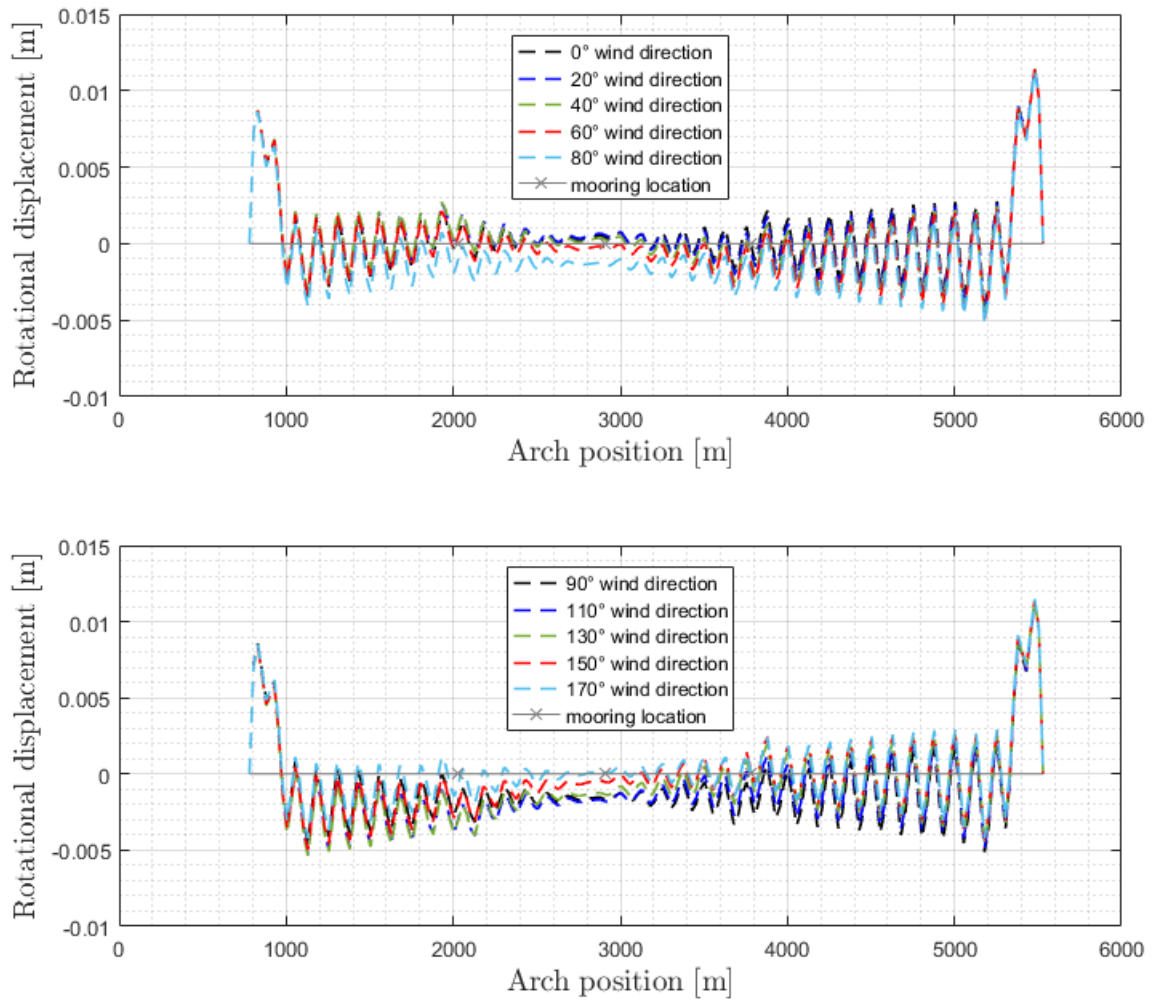 0.015
0.01
0.005
0
-0.005
-0.01
Rotational displacement [m]
0° wind direction
20° wind direction
40° wind direction
60° wind direction
80° wind direction
mooring location
0
1000
2000
3000
4000
5000
6000
Arch position [m]
0.015
0.01
0.005
0
-0.005
-0.01
Rotational displacement [m]
90° wind direction
110° wind direction
130° wind direction
150° wind direction
170° wind direction
mooring location
0
1000
2000
3000
4000
5000
6000
Arch position [m]